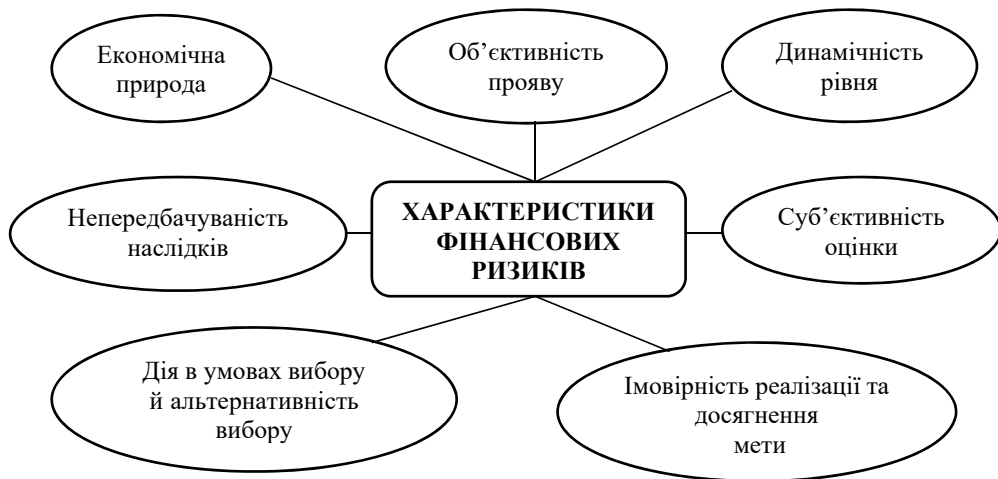 Економічна
природа
Об’єктивність
прояву
Динамічність
рівня
Непередбачуваність
наслідків
ХАРАКТЕРИСТИКИ
ФІНАНСОВИХ
РИЗИКІВ
Суб’єктивність
оцінки
Дія в умовах вибору
й альтернативність
вибору
Імовірність реалізації та
досягнення
мети